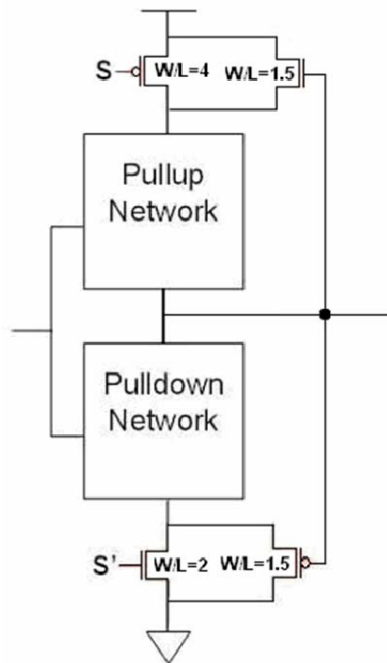 S W/L=4 W/L=1.5
Pullup
Network
Pulldown
Network
S' W/L=2 W/L=1.5